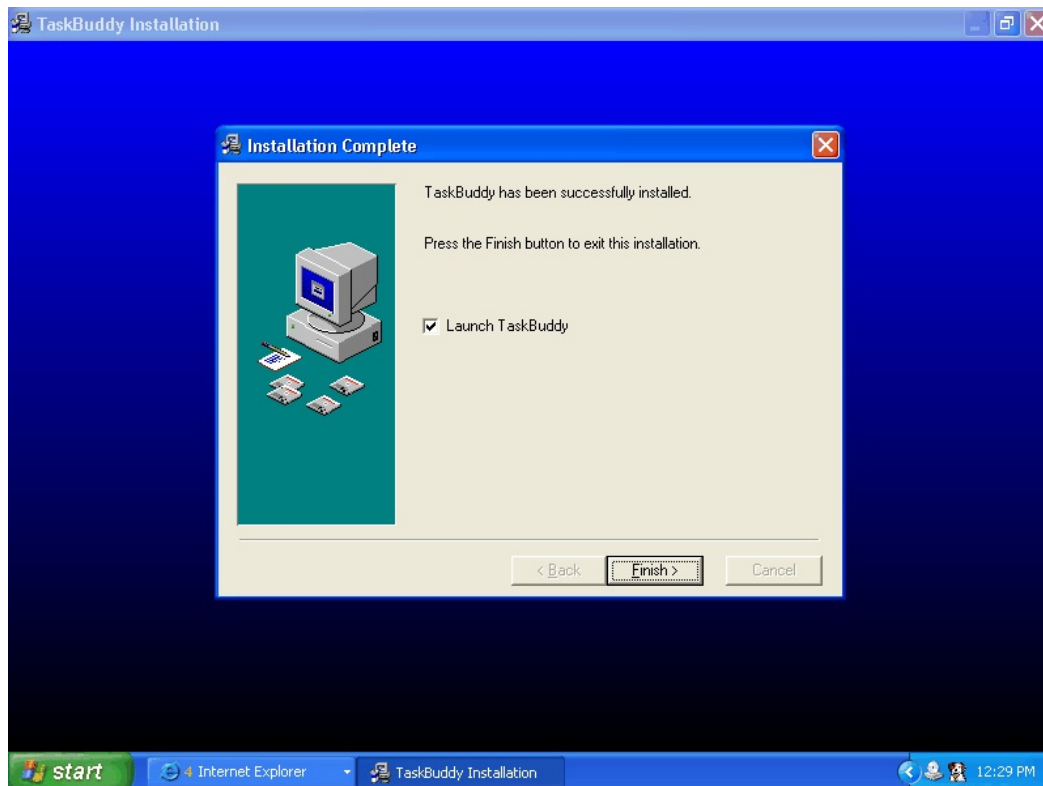 TaskBuddy Installation
Installation Complete
TaskBuddy has been successfully installed.
Press the Finish button to exit this installation.
Launch TaskBuddy
< Back
Finish >
Cancel
start
4 Internet Explorer
TaskBuddy Installation
12:29 PM